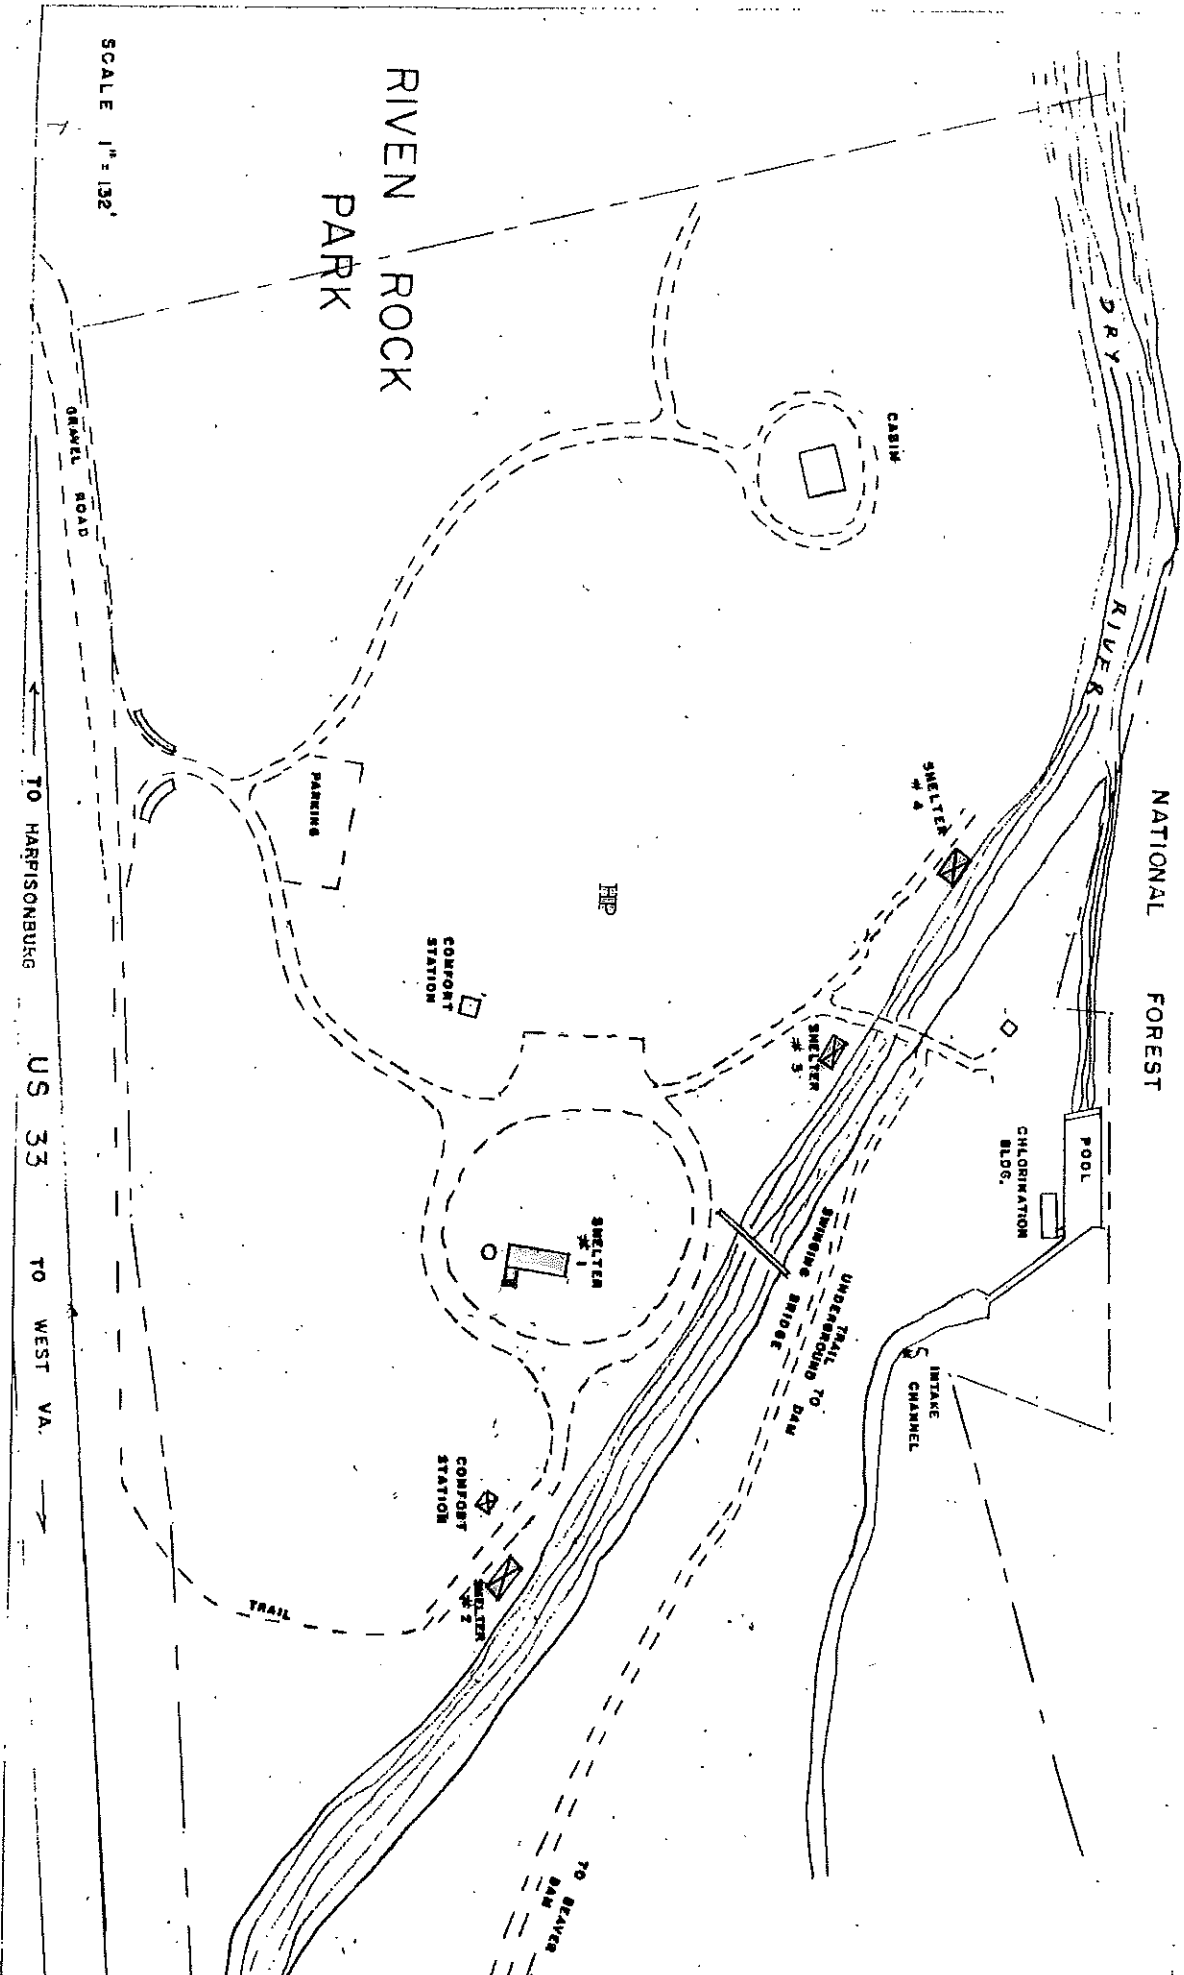 SCALE 1" = 132'
RIVEN ROCK
PARK
DRY RIVER
NATIONAL FOREST
CABIN
GRAVEL ROAD
PARKING
SHELTER
# 4
HP
COMFORT
STATION
SHELTER
# 3
POOL
CHLORINATION
BLDG.
SHELTER
# 1
SWINGING BRIDGE
TRAIL
UNDERGROUND TO DAM
INTAKE
CHANNEL
COMFORT
STATION
SHELTER
# 2
TRAIL
TO BEAVER
DAM
← TO HARRISONBURG US 33 TO WEST VA. →